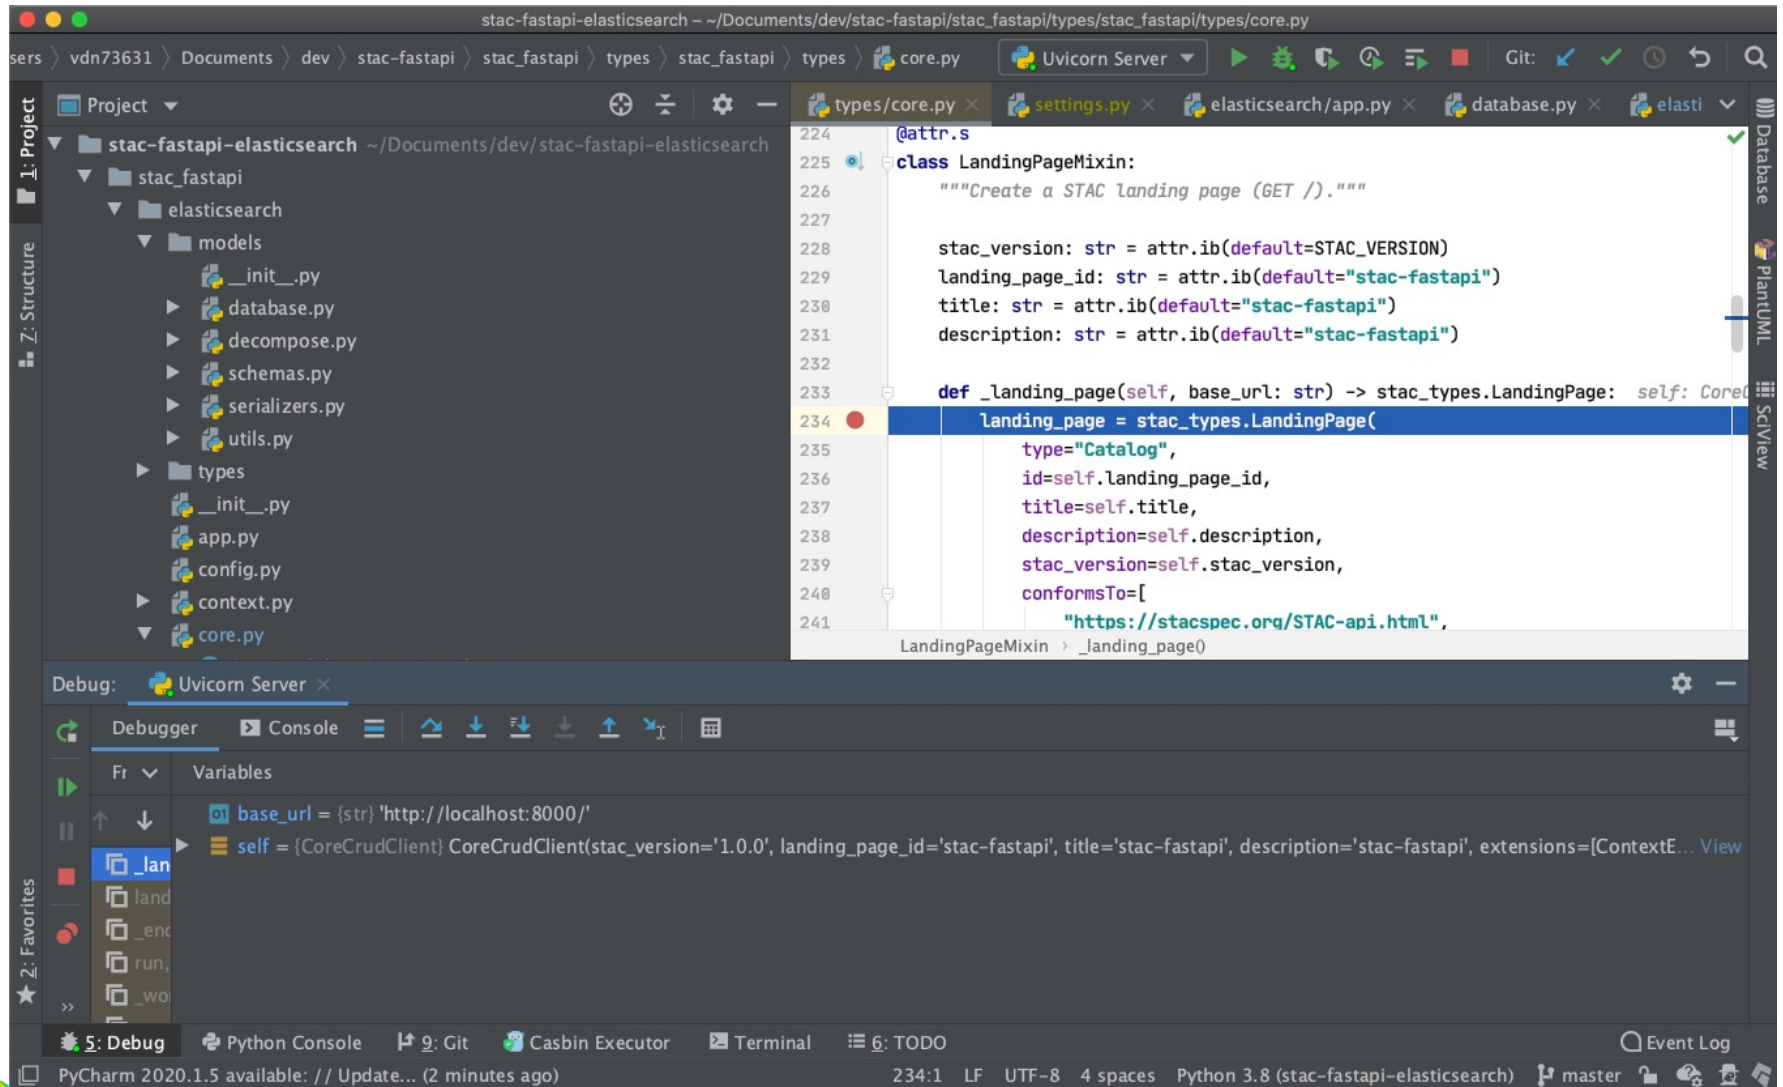 stac-fastapi-elasticsearch – ~/Documents/dev/stac-fastapi/stac_fastapi/types/stac_fastapi/types/core.py
sers 〉 vdn73631 〉 Documents 〉 dev 〉 stac-fastapi 〉 stac_fastapi 〉 types 〉 stac_fastapi 〉 types 〉 core.py Uvicorn Server Git:
1: Project
Z: Structure
2: Favorites
Project
stac-fastapi-elasticsearch ~/Documents/dev/stac-fastapi-elasticsearch
stac_fastapi
elasticsearch
models
__init__.py
database.py
decompose.py
schemas.py
serializers.py
utils.py
types
__init__.py
app.py
config.py
context.py
core.py
types/core.py × settings.py × elasticsearch/app.py × database.py × elasti
224 @attr.s
225 class LandingPageMixin:
226 """Create a STAC landing page (GET /)."""
227
228 stac_version: str = attr.ib(default=STAC_VERSION)
229 landing_page_id: str = attr.ib(default="stac-fastapi")
230 title: str = attr.ib(default="stac-fastapi")
231 description: str = attr.ib(default="stac-fastapi")
232
233 def _landing_page(self, base_url: str) -> stac_types.LandingPage: self: CoreC
234 landing_page = stac_types.LandingPage(
235 type="Catalog",
236 id=self.landing_page_id,
237 title=self.title,
238 description=self.description,
239 stac_version=self.stac_version,
240 conformsTo=[
241 "https://stacspec.org/STAC-api.html",
LandingPageMixin › _landing_page()
Database
PlantUML
SciView
Debug: Uvicorn Server ×
Debugger Console
Fr Variables
base_url = {str} 'http://localhost:8000/'
self = {CoreCrudClient} CoreCrudClient(stac_version='1.0.0', landing_page_id='stac-fastapi', title='stac-fastapi', description='stac-fastapi', extensions=[ContextE... View
_lan
land
_end
run,
_wor
5: Debug Python Console 9: Git Casbin Executor Terminal 6: TODO Event Log
PyCharm 2020.1.5 available: // Update... (2 minutes ago) 234:1 LF UTF-8 4 spaces Python 3.8 (stac-fastapi-elasticsearch) master